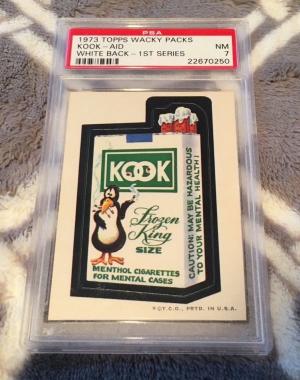 PSA
1973 TOPPS WACKY PACKS
KOOK-AID
WHITE BACK-1ST SERIES
NM
7
22670250
KOOK
Frozen
King
SIZE
MENTHOL CIGARETTES
FOR MENTAL CASES
CAUTION: MAY BE HAZARDOUS
TO YOUR MENTAL HEALTH!
©T.C.G., PRTD. IN U.S.A.